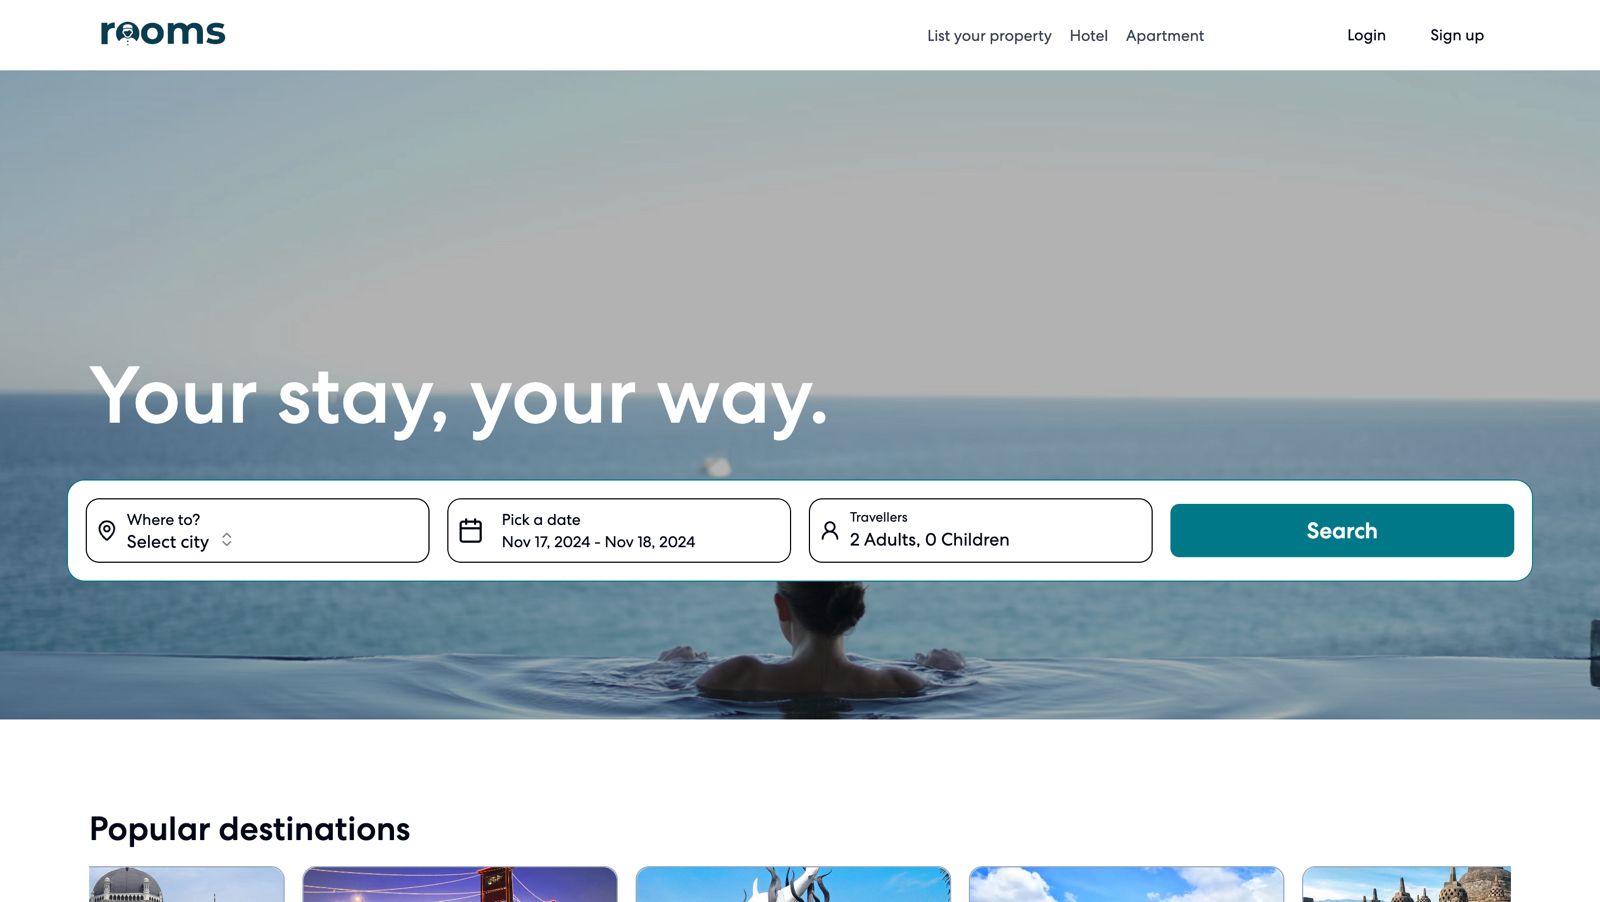 rooms
List your property
Hotel
Apartment
Login
Sign up
Your stay, your way.
Where to?
Select city
Pick a date
Nov 17, 2024 - Nov 18, 2024
Travellers
2 Adults, 0 Children
Search
Popular destinations